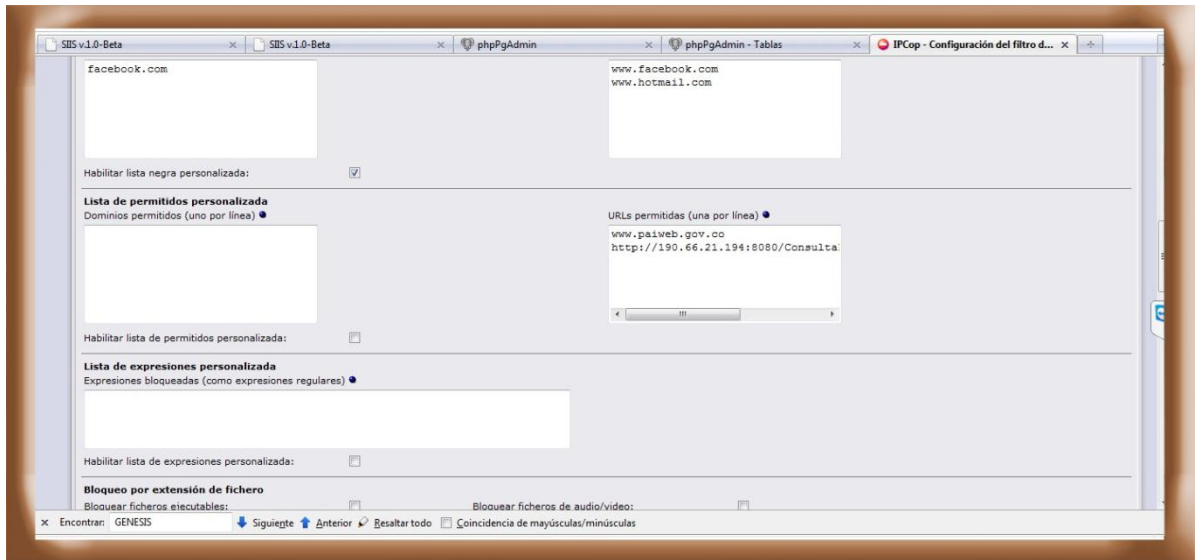 SIIS v.1.0-Beta
SIIS v.1.0-Beta
phpPgAdmin
phpPgAdmin - Tablas
IPCop - Configuración del filtro d...
facebook.com
www.facebook.com
www.hotmail.com
Habilitar lista negra personalizada:
Lista de permitidos personalizada
Dominios permitidos (uno por línea)
URLs permitidas (una por línea)
www.paiweb.gov.co
http://190.66.21.194:8080/Consulta
Habilitar lista de permitidos personalizada:
Lista de expresiones personalizada
Expresiones bloqueadas (como expresiones regulares)
Habilitar lista de expresiones personalizada:
Bloqueo por extensión de fichero
Bloquear ficheros ejecutables: Bloquear ficheros de audio/video:
Encontrar: GENESIS Siguiente Anterior Resaltar todo Coincidencia de mayúsculas/minúsculas